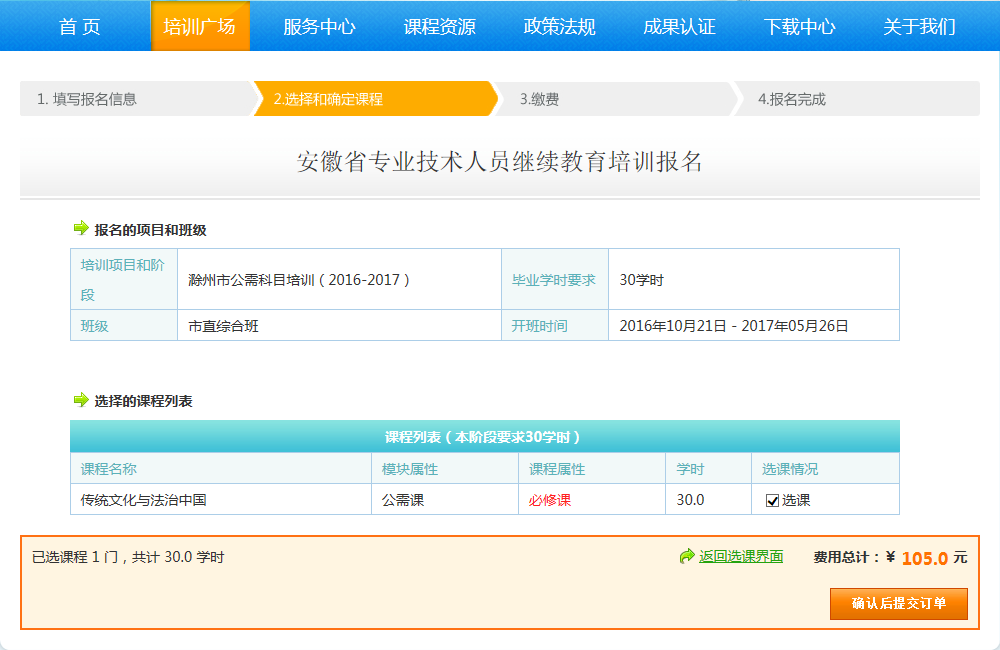 首 页 培训广场 服务中心 课程资源 政策法规 成果认证 下载中心 关于我们
1. 填写报名信息 2.选择和确定课程 3.缴费 4.报名完成
安徽省专业技术人员继续教育培训报名
报名的项目和班级
培训项目和阶段 滁州市公需科目培训（2016-2017） 毕业学时要求 30学时
班级 市直综合班 开班时间 2016年10月21日 - 2017年05月26日
选择的课程列表
课程列表（本阶段要求30学时）
课程名称 模块属性 课程属性 学时 选课情况
传统文化与法治中国 公需课 必修课 30.0 选课
已选课程 1 门，共计 30.0 学时 返回选课界面 费用总计：¥ 105.0 元
确认后提交订单